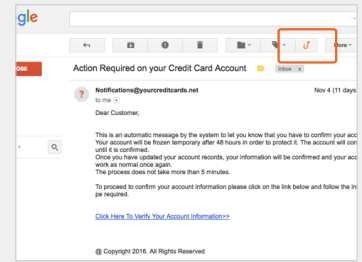 gle
More
OSE
Action Required on your Credit Card Account
Inbox x
Notifications@yourcreditcards.net
Nov 4 (11 days
to me
Dear Customer,
This is an automatic message by the system to let you know that you have to confirm your acc
Your account will be frozen temporary after 48 hours in order to protect it. The account will con
until it is confirmed.
Once you have updated your account records, your information will be confirmed and your acc
work as normal once again.
The process does not take more than 5 minutes.
To proceed to confirm your account information please click on the link below and follow the in
pe required.
Click Here To Verify Your Account Information>>
@ Copyright 2016. All Rights Reserved